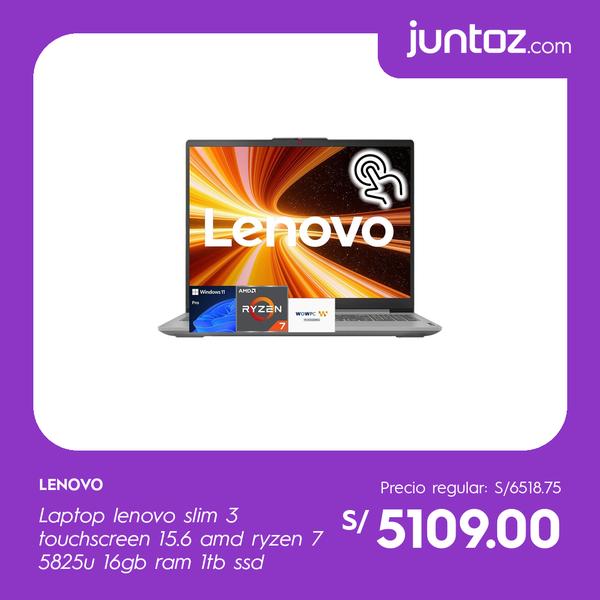 juntoz.com
Lenovo
Windows 11
Pro
AMD
RYZEN
7
WOWPC W
LENOVO
Laptop lenovo slim 3
touchscreen 15.6 amd ryzen 7
5825u 16gb ram 1tb ssd
Precio regular: S/6518.75
S/ 5109.00